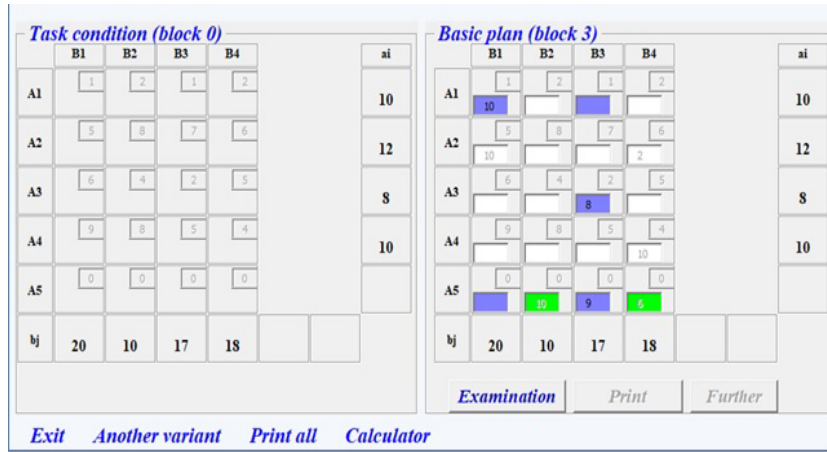 Task condition (block 0)
B1 B2 B3 B4 ai
A1 1 2 1 2 10
A2 5 8 7 6 12
A3 6 4 2 5 8
A4 9 8 5 4 10
A5 0 0 0 0
bj 20 10 17 18
Basic plan (block 3)
B1 B2 B3 B4 ai
1 2 1 2
A1 10 10
5 8 7 6
A2 10 2 12
6 4 2 5
A3 8 8
9 8 5 4
A4 10 10
0 0 0 0
A5 10 9 6
bj 20 10 17 18
Examination Print Further
Exit Another variant Print all Calculator